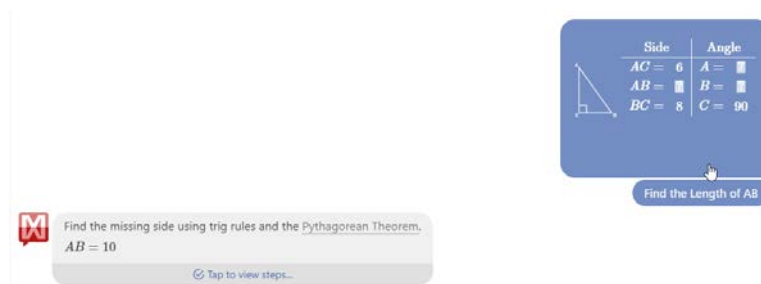 Side Angle
AC = 6 A = ?
AB = ? B = ?
BC = 8 C = 90
Find the Length of AB
Find the missing side using trig rules and the Pythagorean Theorem.
AB = 10
Tap to view steps...